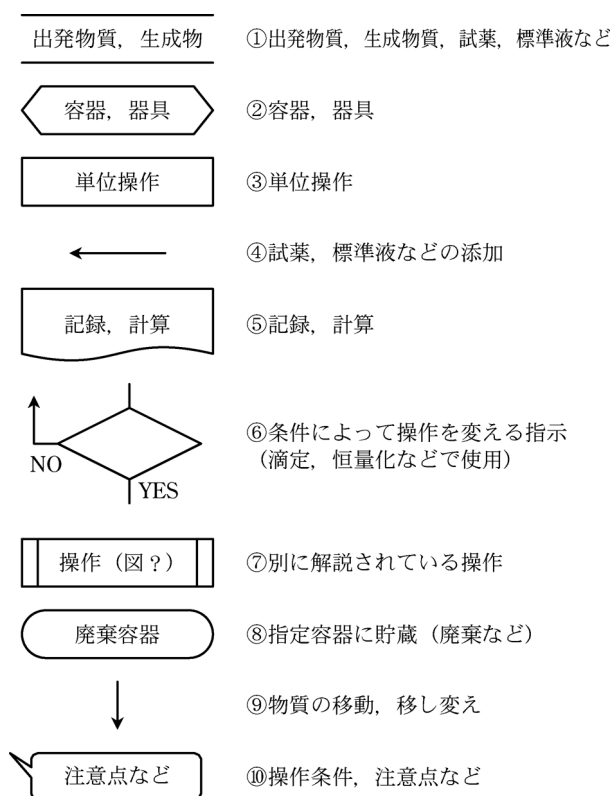 出発物質，生成物
①出発物質，生成物質，試薬，標準液など
容器，器具
②容器，器具
単位操作
③単位操作
④試薬，標準液などの添加
記録，計算
⑤記録，計算
⑥条件によって操作を変える指示
（滴定，恒量化などで使用）
NO
YES
操作（図？）
⑦別に解説されている操作
廃棄容器
⑧指定容器に貯蔵（廃棄など）
⑨物質の移動，移し変え
注意点など
⑩操作条件，注意点など